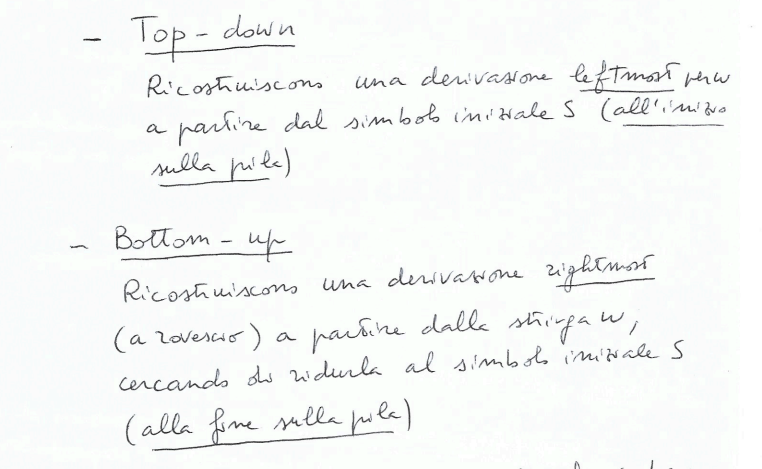 - Top-down
Ricostruiscono una derivazione leftmost per w
a partire dal simbolo iniziale S (all'inizio
sulla pila)
- Bottom-up
Ricostruiscono una derivazione rightmost
(a rovescio) a partire dalla stringa w,
cercando di ridurla al simbolo iniziale S
(alla fine sulla pila)